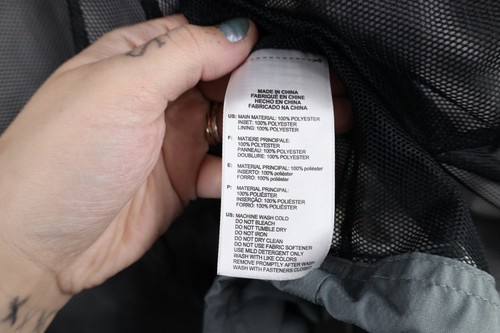 MADE IN CHINA
FABRIQUÉ EN CHINE
HECHO EN CHINA
FABRICADO NA CHINA
US: MAIN MATERIAL: 100% POLYESTER
INSET: 100% POLYESTER
LINING: 100% POLYESTER
F: MATIERE PRINCIPALE:
100% POLYESTER
PANNEAU: 100% POLYESTER
DOUBLURE: 100% POLYESTER
E: MATERIAL PRINCIPAL: 100% poliéster
INSERTO: 100% poliéster
FORRO: 100% poliéster
P: MATERIAL PRINCIPAL:
100% POLIÉSTER
INSERÇÃO: 100% POLIÉSTER
FORRO: 100% POLIÉSTER
US: MACHINE WASH COLD
DO NOT BLEACH
DO NOT TUMBLE DRY
DO NOT IRON
DO NOT DRY CLEAN
DO NOT USE FABRIC SOFTENER
USE MILD DETERGENT ONLY
WASH WITH LIKE COLORS
REMOVE PROMPTLY AFTER WASH
WASH WITH FASTENERS CLOSED